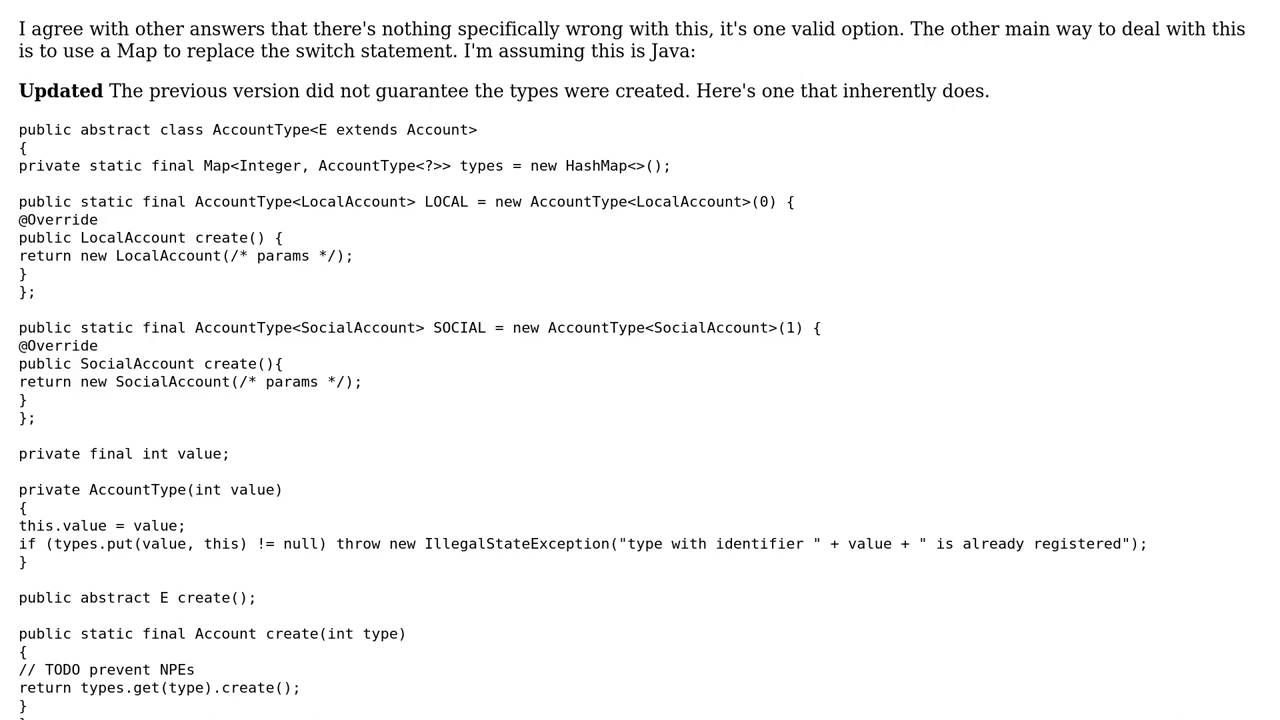 I agree with other answers that there's nothing specifically wrong with this, it's one valid option. The other main way to deal with this
is to use a Map to replace the switch statement. I'm assuming this is Java:
Updated The previous version did not guarantee the types were created. Here's one that inherently does.
public abstract class AccountType<E extends Account>
{
private static final Map<Integer, AccountType<?>> types = new HashMap<>();
public static final AccountType<LocalAccount> LOCAL = new AccountType<LocalAccount>(0) {
@Override
public LocalAccount create() {
return new LocalAccount(/* params */);
}
};
public static final AccountType<SocialAccount> SOCIAL = new AccountType<SocialAccount>(1) {
@Override
public SocialAccount create(){
return new SocialAccount(/* params */);
}
};
private final int value;
private AccountType(int value)
{
this.value = value;
if (types.put(value, this) != null) throw new IllegalStateException("type with identifier " + value + " is already registered");
}
public abstract E create();
public static final Account create(int type)
{
// TODO prevent NPEs
return types.get(type).create();
}
}